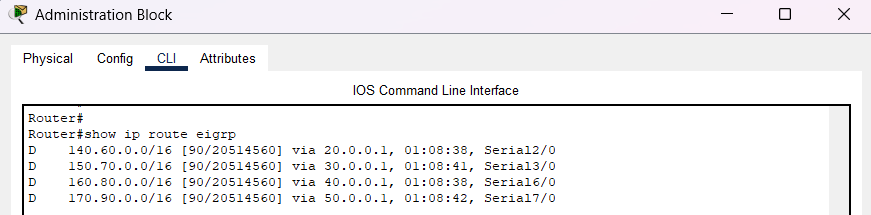 Administration Block
Physical Config CLI Attributes
IOS Command Line Interface
Router#
Router#show ip route eigrp
D    140.60.0.0/16 [90/20514560] via 20.0.0.1, 01:08:38, Serial2/0
D    150.70.0.0/16 [90/20514560] via 30.0.0.1, 01:08:41, Serial3/0
D    160.80.0.0/16 [90/20514560] via 40.0.0.1, 01:08:38, Serial6/0
D    170.90.0.0/16 [90/20514560] via 50.0.0.1, 01:08:42, Serial7/0